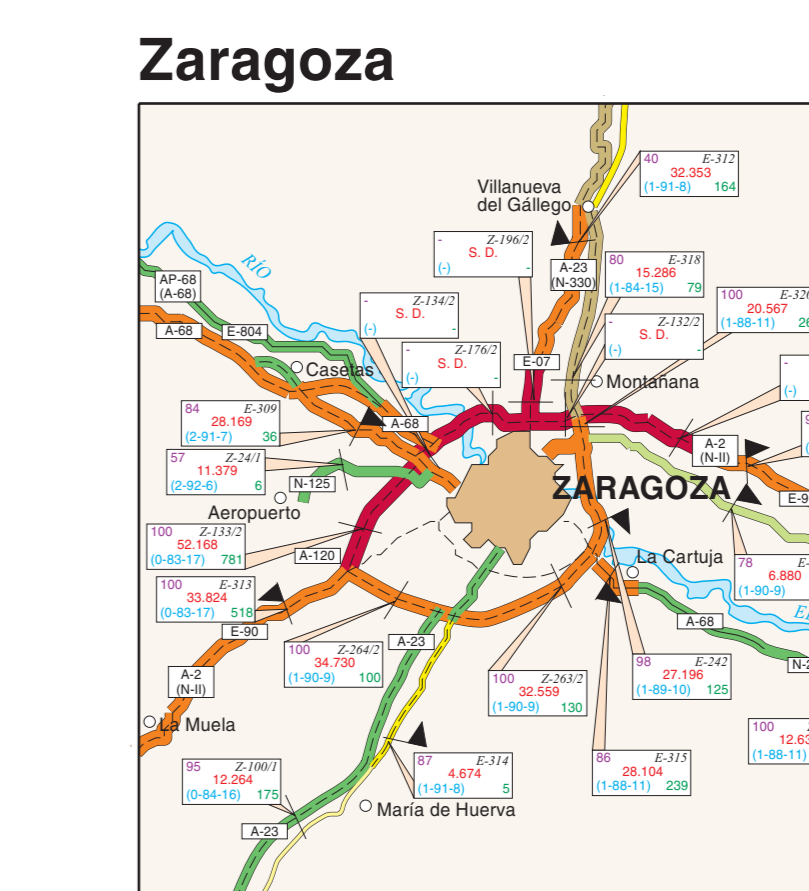 Zaragoza
40 E-312
32.353
(1-91-8) 164
Villanueva
del Gállego
- Z-196/2
S. D.
(-) -
RÍO
AP-68
(A-68)
A-23
(N-330)
80 E-318
15.286
(1-84-15) 79
100
20.567
(1-88-11)
- Z-134/2
S. D.
(-) -
- Z-132/2
S. D.
(-) -
A-68
E-804
- Z-176/2
S. D.
(-) -
E-07
Casetas
Montañana
-
(-)
84 E-309
28.169
(2-91-7) 36
A-68
A-2
(N-II)
57 Z-24/1
11.379
(2-92-6) 6
N-125
ZARAGOZA
Aeropuerto
100 Z-133/2
52.168
(0-83-17) 781
A-120
La Cartuja
78
6.880
(1-90-9)
100 E-313
33.824
(0-83-17) 518
E-90
A-68
A-23
100 Z-264/2
34.730
(1-90-9) 100
98 E-242
27.196
(1-89-10) 125
A-2
(N-II)
100 Z-263/2
32.559
(1-90-9) 130
La Muela
100
(1-88-11)
95 Z-100/1
12.264
(0-84-16) 175
87 E-314
4.674
(1-91-8) 5
86 E-315
28.104
(1-88-11) 239
María de Huerva
A-23